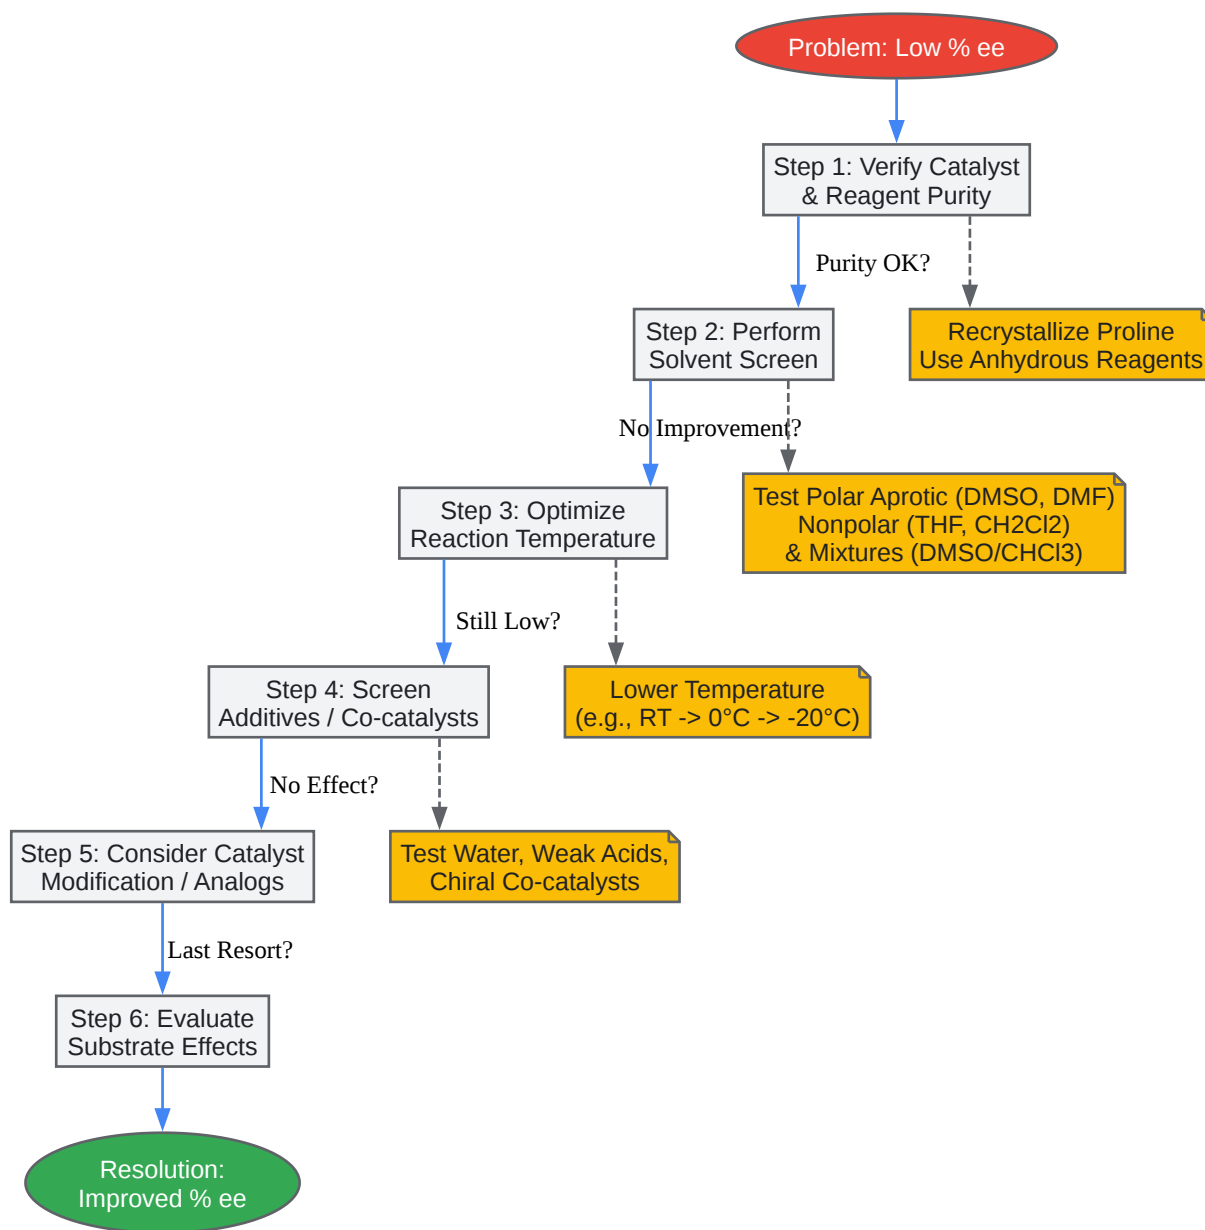 Problem: Low % ee
Step 1: Verify Catalyst
& Reagent Purity
Purity OK?
Step 2: Perform
Solvent Screen
Recrystallize Proline
Use Anhydrous Reagents
No Improvement?
Step 3: Optimize
Reaction Temperature
Test Polar Aprotic (DMSO, DMF)
Nonpolar (THF, CH2Cl2)
& Mixtures (DMSO/CHCl3)
Still Low?
Step 4: Screen
Additives / Co-catalysts
Lower Temperature
(e.g., RT -> 0°C -> -20°C)
No Effect?
Step 5: Consider Catalyst
Modification / Analogs
Test Water, Weak Acids,
Chiral Co-catalysts
Last Resort?
Step 6: Evaluate
Substrate Effects
Resolution:
Improved % ee